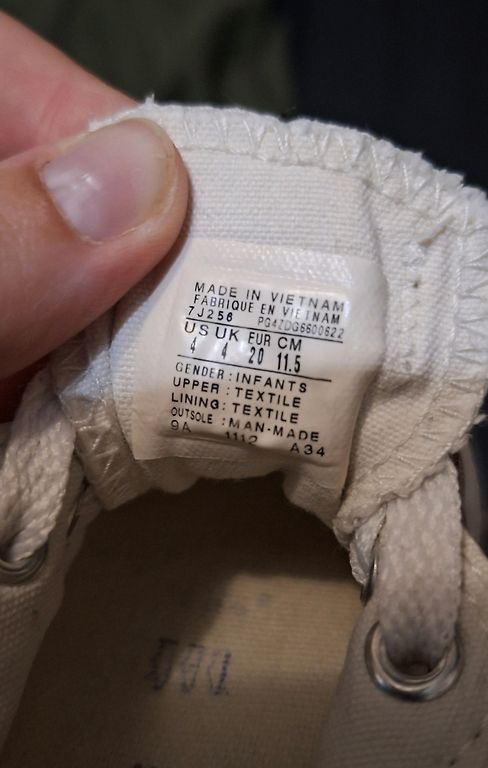 MADE IN VIETNAM
FABRIQUE EN VIETNAM
7J256 PG4ZDG6600622
US UK EUR CM
4 4 20 11.5
GENDER : INFANTS
UPPER : TEXTILE
LINING : TEXTILE
OUTSOLE : MAN-MADE
9A 1112 A34